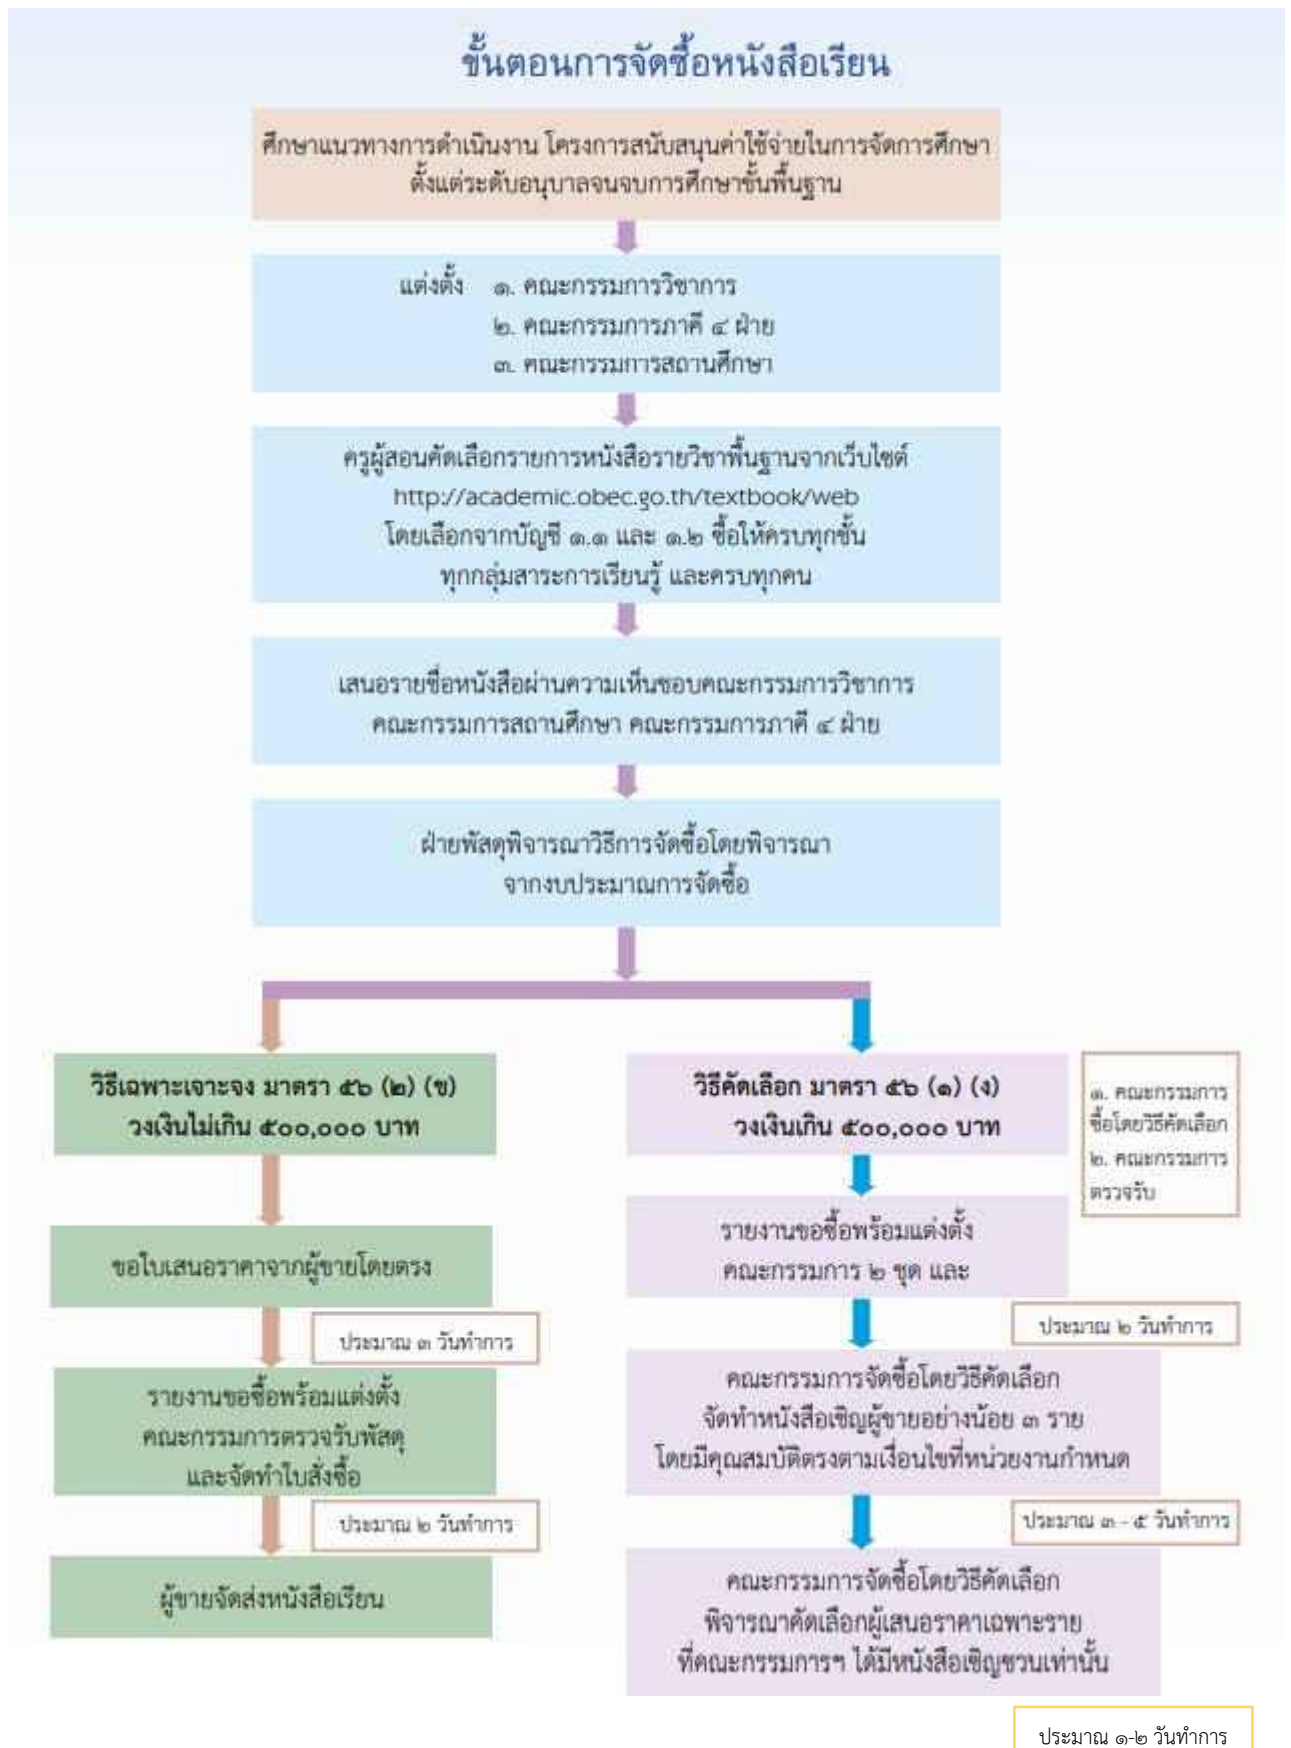 ขั้นตอนการจัดซื้อหนังสือเรียน
ศึกษาแนวทางการดำเนินงาน โครงการสนับสนุนค่าใช้จ่ายในการจัดการศึกษา
ตั้งแต่ระดับอนุบาลจนจบการศึกษาขั้นพื้นฐาน
แต่งตั้ง ๑. คณะกรรมการวิชาการ
๒. คณะกรรมการภาคี ๔ ฝ่าย
๓. คณะกรรมการสถานศึกษา
ครูผู้สอนคัดเลือกรายการหนังสือรายวิชาพื้นฐานจากเว็บไซต์
http://academic.obec.go.th/textbook/web
โดยเลือกจากบัญชี ๑.๑ และ ๑.๒ ซื้อให้ครบทุกชั้น
ทุกกลุ่มสาระการเรียนรู้ และครบทุกคน
เสนอรายชื่อหนังสือผ่านความเห็นชอบคณะกรรมการวิชาการ
คณะกรรมการสถานศึกษา คณะกรรมการภาคี ๔ ฝ่าย
ฝ่ายพัสดุพิจารณาวิธีการจัดซื้อโดยพิจารณา
จากงบประมาณการจัดซื้อ
วิธีเฉพาะเจาะจง มาตรา ๕๖ (๒) (ข)
วงเงินไม่เกิน ๕๐๐,๐๐๐ บาท
ขอใบเสนอราคาจากผู้ขายโดยตรง
ประมาณ ๓ วันทำการ
รายงานขอซื้อพร้อมแต่งตั้ง
คณะกรรมการตรวจรับพัสดุ
และจัดทำใบสั่งซื้อ
ประมาณ ๒ วันทำการ
ผู้ขายจัดส่งหนังสือเรียน
วิธีคัดเลือก มาตรา ๕๖ (๑) (ง)
วงเงินเกิน ๕๐๐,๐๐๐ บาท
๑. คณะกรรมการ
ซื้อโดยวิธีคัดเลือก
๒. คณะกรรมการ
ตรวจรับ
รายงานขอซื้อพร้อมแต่งตั้ง
คณะกรรมการ ๒ ชุด และ
ประมาณ ๒ วันทำการ
คณะกรรมการจัดซื้อโดยวิธีคัดเลือก
จัดทำหนังสือเชิญผู้ขายอย่างน้อย ๓ ราย
โดยมีคุณสมบัติตรงตามเงื่อนไขที่หน่วยงานกำหนด
ประมาณ ๓ - ๕ วันทำการ
คณะกรรมการจัดซื้อโดยวิธีคัดเลือก
พิจารณาคัดเลือกผู้เสนอราคาเฉพาะราย
ที่คณะกรรมการฯ ได้มีหนังสือเชิญชวนเท่านั้น
ประมาณ ๑-๒ วันทำการ